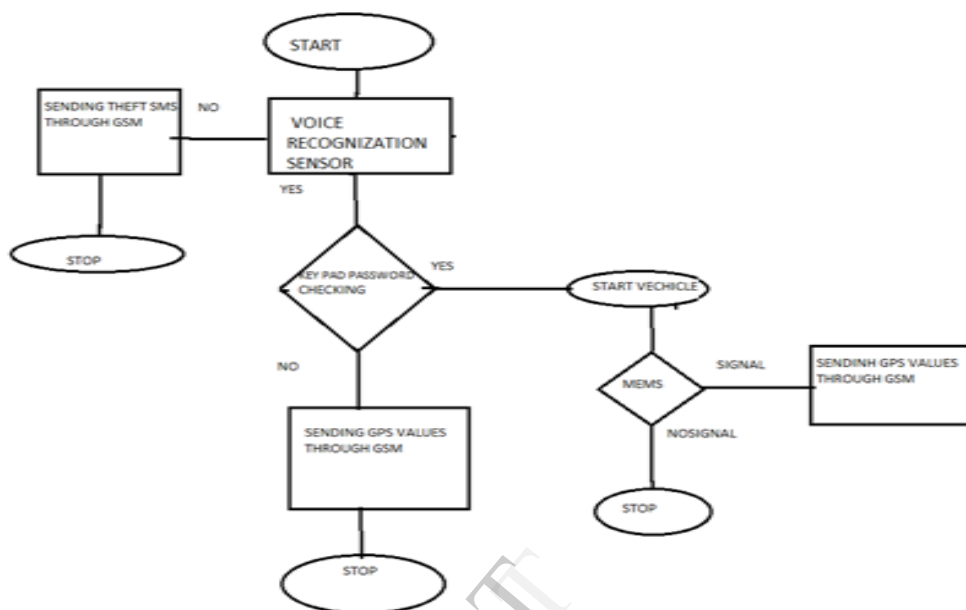 START
SENDING THEFT SMS
THROUGH GSM
NO
VOICE
RECOGNIZATION
SENSOR
YES
STOP
KEY PAD PASSWORD
CHECKING
YES
START VECHICLE
NO
MEMS
SIGNAL
SENDINH GPS VALUES
THROUGH GSM
NOSIGNAL
SENDING GPS VALUES
THROUGH GSM
STOP
STOP